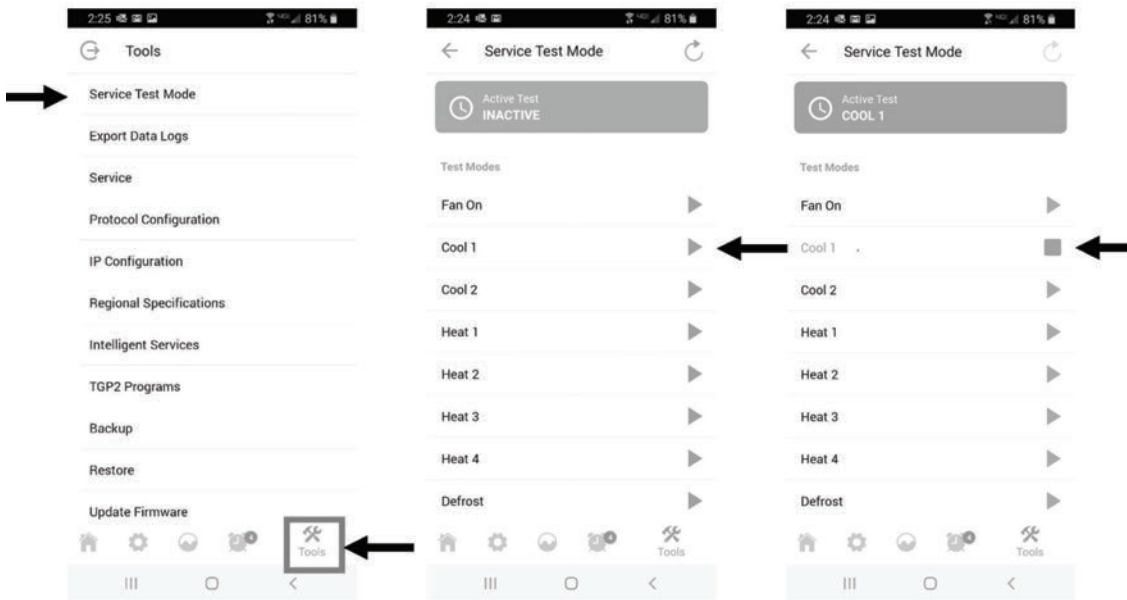 2:25 81%
Tools
Service Test Mode
Export Data Logs
Service
Protocol Configuration
IP Configuration
Regional Specifications
Intelligent Services
TGP2 Programs
Backup
Restore
Update Firmware
4
Tools
2:24 81%
Service Test Mode
Active Test
INACTIVE
Test Modes
Fan On
Cool 1
Cool 2
Heat 1
Heat 2
Heat 3
Heat 4
Defrost
4
Tools
2:24 81%
Service Test Mode
Active Test
COOL 1
Test Modes
Fan On
Cool 1
Cool 2
Heat 1
Heat 2
Heat 3
Heat 4
Defrost
4
Tools